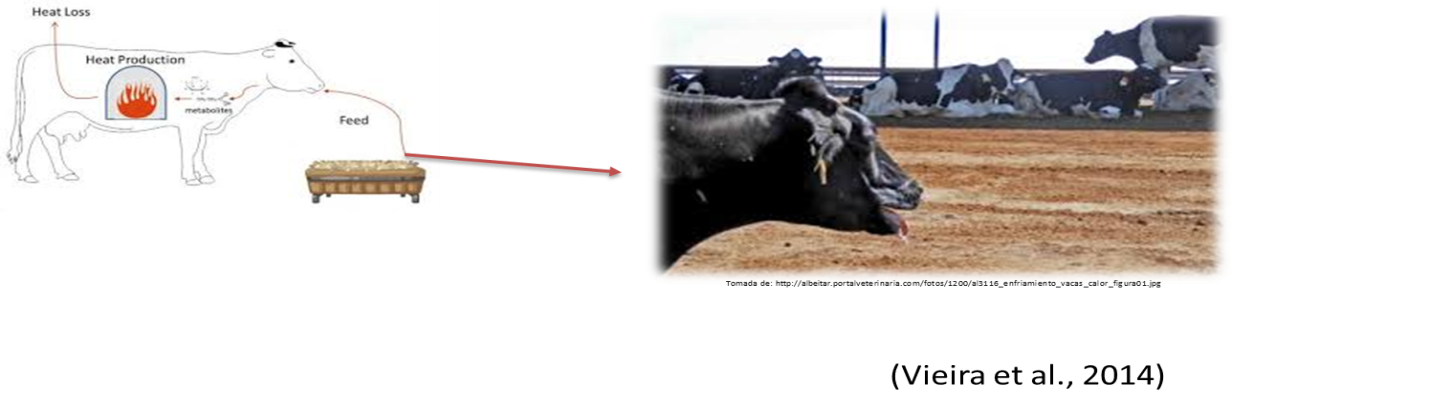 Heat Loss
Heat Production
metabolites
Feed
Tomada de: http://albeitar.portalveterinaria.com/fotos/1200/al3116_enfriamiento_vacas_calor_figura01.jpg
(Vieira et al., 2014)